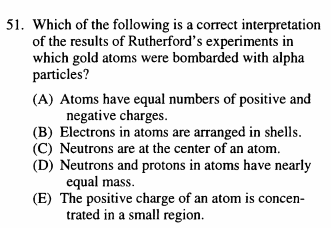 51. Which of the following is a correct interpretation
of the results of Rutherford's experiments in
which gold atoms were bombarded with alpha
particles?
(A) Atoms have equal numbers of positive and
negative charges.
(B) Electrons in atoms are arranged in shells.
(C) Neutrons are at the center of an atom.
(D) Neutrons and protons in atoms have nearly
equal mass.
(E) The positive charge of an atom is concen-
trated in a small region.